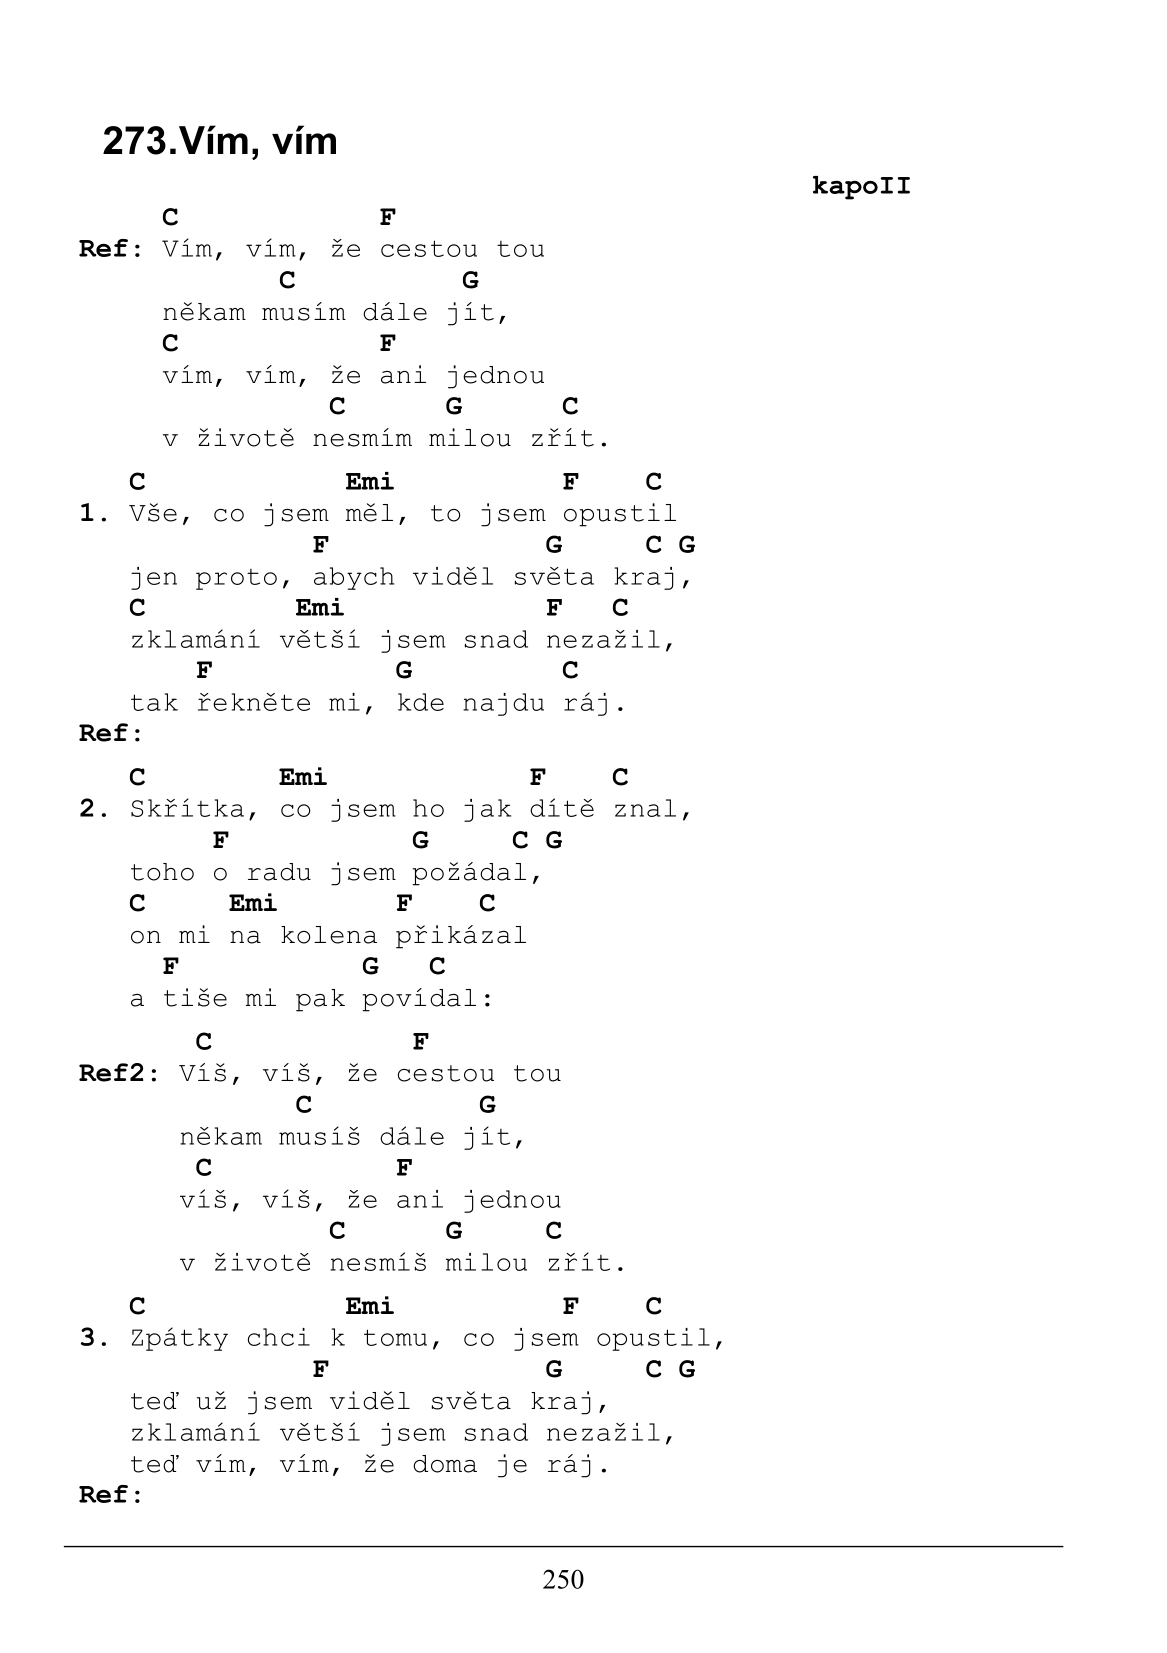 273.Vím, vím
kapoII
C F
Ref: Vím, vím, že cestou tou
C G
někam musím dále jít,
C F
vím, vím, že ani jednou
C G C
v životě nesmím milou zřít.
C Emi F C
1. Vše, co jsem měl, to jsem opustil
F G C G
jen proto, abych viděl světa kraj,
C Emi F C
zklamání větší jsem snad nezažil,
F G C
tak řekněte mi, kde najdu ráj.
Ref:
C Emi F C
2. Skřítka, co jsem ho jak dítě znal,
F G C G
toho o radu jsem požádal,
C Emi F C
on mi na kolena přikázal
F G C
a tiše mi pak povídal:
C F
Ref2: Víš, víš, že cestou tou
C G
někam musíš dále jít,
C F
víš, víš, že ani jednou
C G C
v životě nesmíš milou zřít.
C Emi F C
3. Zpátky chci k tomu, co jsem opustil,
F G C G
teď už jsem viděl světa kraj,
zklamání větší jsem snad nezažil,
teď vím, vím, že doma je ráj.
Ref:
250